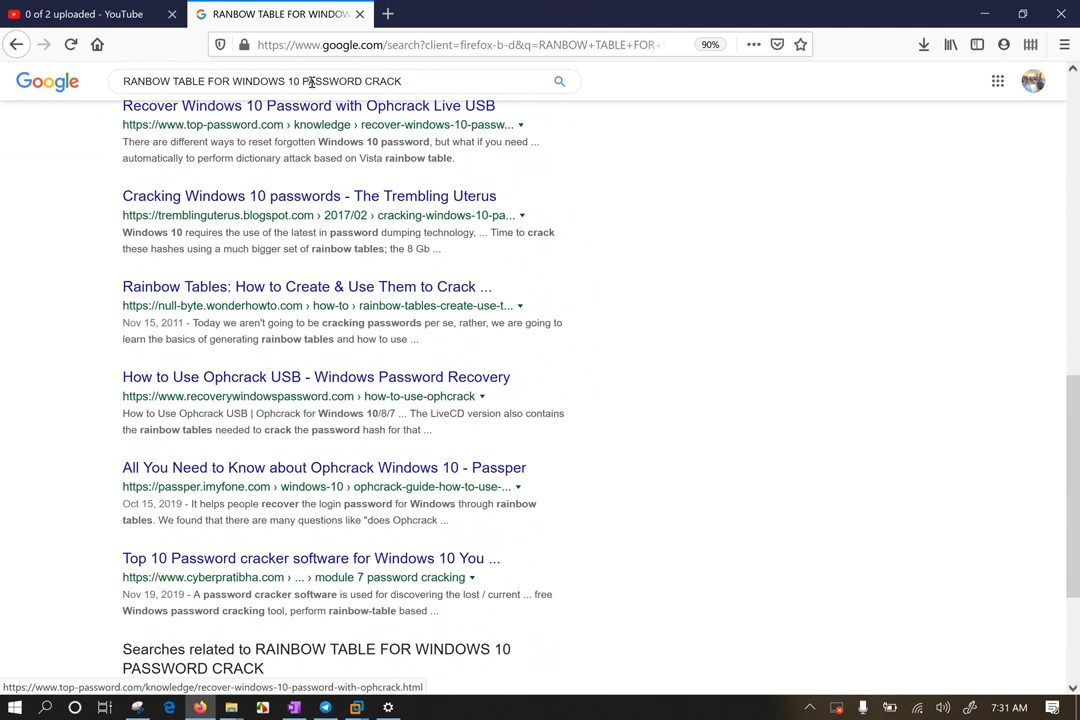 0 of 2 uploaded - YouTube
RANBOW TABLE FOR WINDOW
https://www.google.com/search?client=firefox-b-d&q=RANBOW+TABLE+FOR+
90%
Google
RANBOW TABLE FOR WINDOWS 10 PASSWORD CRACK
Recover Windows 10 Password with Ophcrack Live USB
https://www.top-password.com › knowledge › recover-windows-10-passw...
There are different ways to reset forgotten Windows 10 password, but what if you need ...
automatically to perform dictionary attack based on Vista rainbow table.
Cracking Windows 10 passwords - The Trembling Uterus
https://tremblinguterus.blogspot.com › 2017/02 › cracking-windows-10-pa...
Windows 10 requires the use of the latest in password dumping technology, ... Time to crack
these hashes using a much bigger set of rainbow tables; the 8 Gb ...
Rainbow Tables: How to Create & Use Them to Crack ...
https://null-byte.wonderhowto.com › how-to › rainbow-tables-create-use-t...
Nov 15, 2011 - Today we aren't going to be cracking passwords per se, rather, we are going to
learn the basics of generating rainbow tables and how to use ...
How to Use Ophcrack USB - Windows Password Recovery
https://www.recoverywindowspassword.com › how-to-use-ophcrack
How to Use Ophcrack USB | Ophcrack for Windows 10/8/7 ... The LiveCD version also contains
the rainbow tables needed to crack the password hash for that ...
All You Need to Know about Ophcrack Windows 10 - Passper
https://passper.imyfone.com › windows-10 › ophcrack-guide-how-to-use-...
Oct 15, 2019 - It helps people recover the login password for Windows through rainbow
tables. We found that there are many questions like "does Ophcrack ...
Top 10 Password cracker software for Windows 10 You ...
https://www.cyberpratibha.com › ... › module 7 password cracking
Nov 19, 2019 - A password cracker software is used for discovering the lost / current ... free
Windows password cracking tool, perform rainbow-table based ...
Searches related to RAINBOW TABLE FOR WINDOWS 10
PASSWORD CRACK
https://www.top-password.com/knowledge/recover-windows-10-password-with-ophcrack.html
7:31 AM